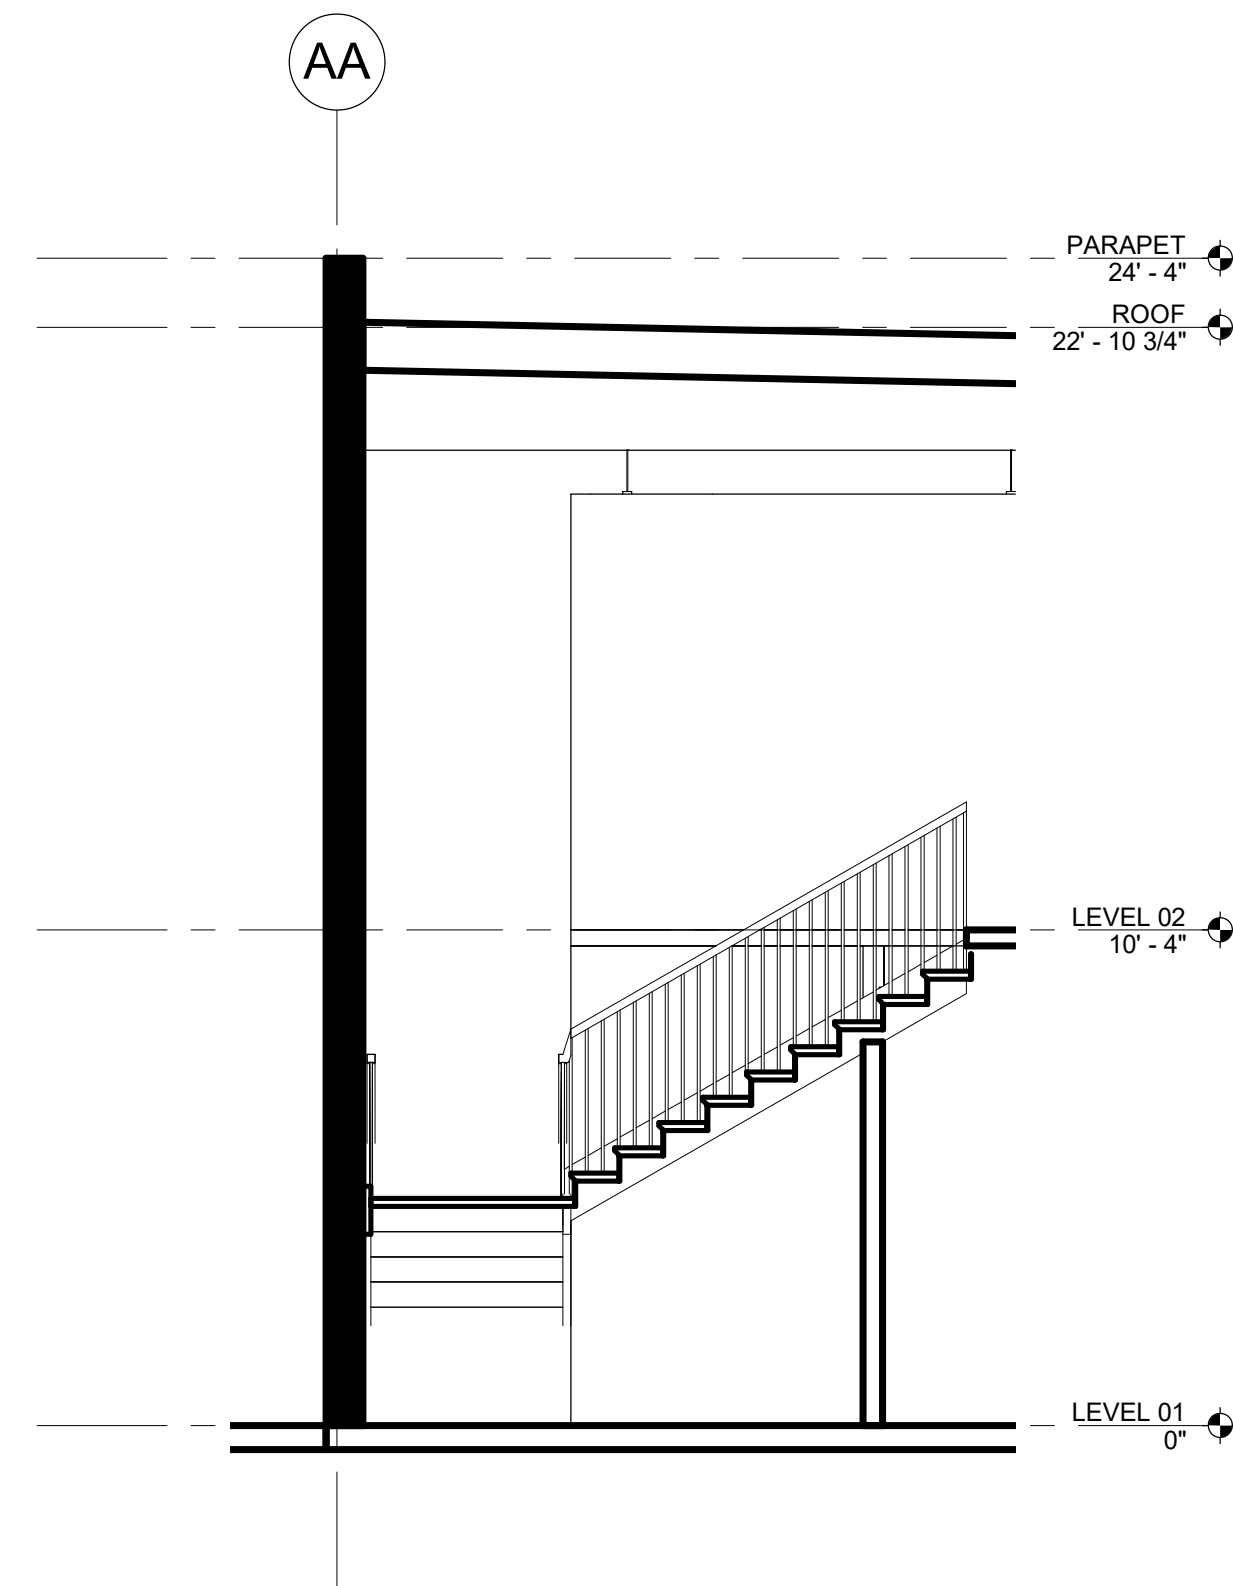 AA
PARAPET
24' - 4"
ROOF
22' - 10 3/4"
LEVEL 02
10' - 4"
LEVEL 01
0"